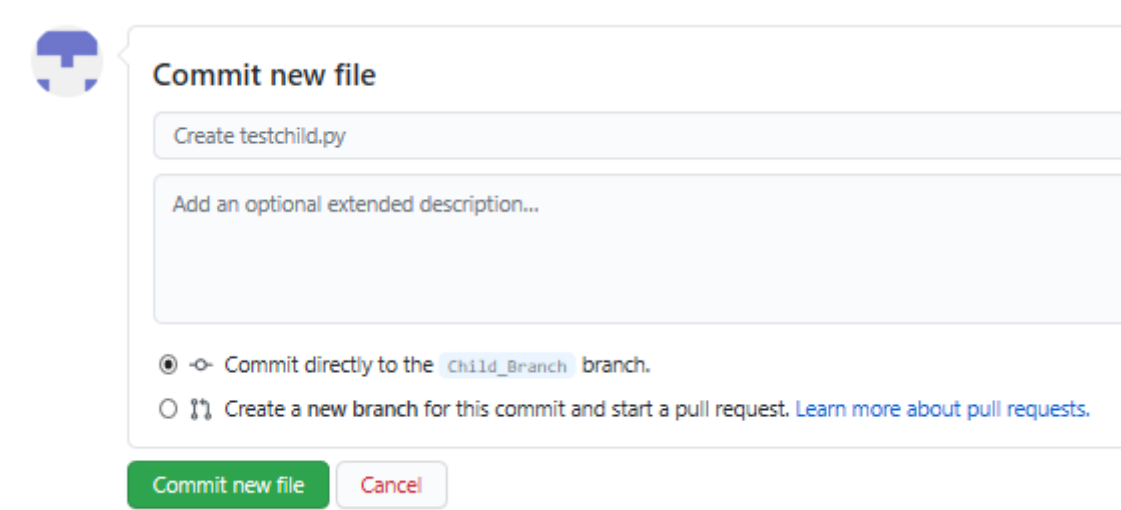 Commit new file
Create testchild.py
Add an optional extended description...
Commit directly to the Child_Branch branch.
Create a new branch for this commit and start a pull request. Learn more about pull requests.
Commit new file Cancel